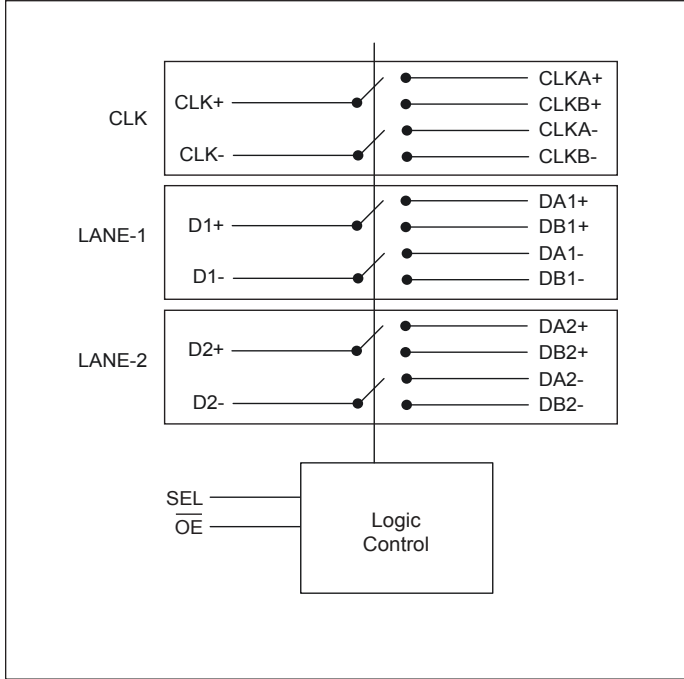 CLK
CLK+
CLK-
CLKA+
CLKB+
CLKA-
CLKB-
LANE-1
D1+
D1-
DA1+
DB1+
DA1-
DB1-
LANE-2
D2+
D2-
DA2+
DB2+
DA2-
DB2-
SEL
OE
Logic
Control